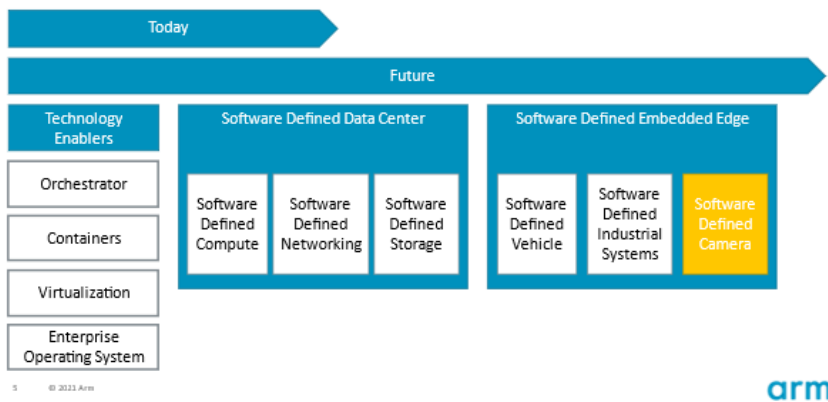 Today
Future
Technology
Enablers
Orchestrator
Containers
Virtualization
Enterprise
Operating System
Software Defined Data Center
Software
Defined
Compute
Software
Defined
Networking
Software
Defined
Storage
Software Defined Embedded Edge
Software
Defined
Vehicle
Software
Defined
Industrial
Systems
Software
Defined
Camera
5
© 2021 Arm
arm